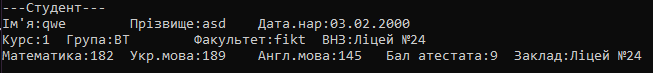 ---Студент---
Ім'я:qwe Прізвище:asd Дата.нар:03.02.2000
Курс:1 Група:ВТ Факультет:fikt ВНЗ:Ліцей №24
Математика:182 Укр.мова:189 Англ.мова:145 Бал атестата:9 Заклад:Ліцей №24